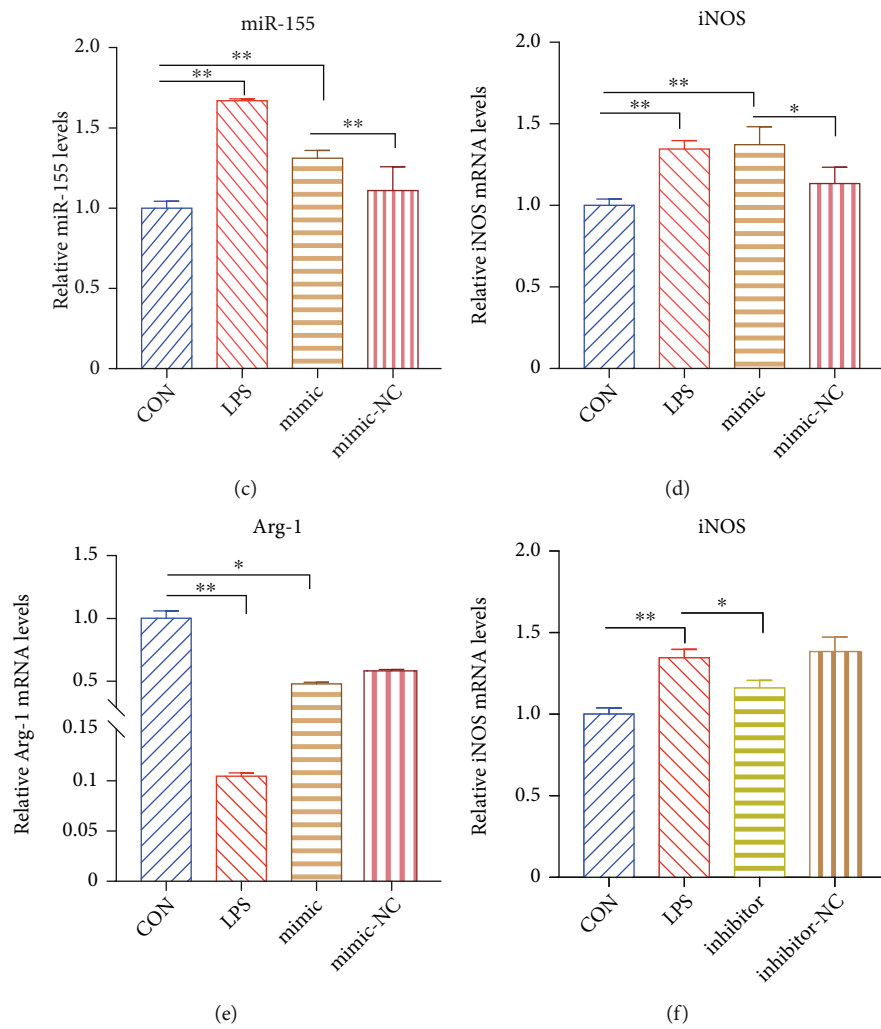 miR-155
Relative miR-155 levels
2.0
1.5
1.0
0.5
0
**
**
**
CON
LPS
mimic
mimic-NC
(c)
iNOS
Relative iNOS mRNA levels
2.0
1.5
1.0
0.5
0
**
**
*
CON
LPS
mimic
mimic-NC
(d)
Arg-1
Relative Arg-1 mRNA levels
1.5
1.0
0.5
0.15
0.1
0.05
0
*
**
CON
LPS
mimic
mimic-NC
(e)
iNOS
Relative iNOS mRNA levels
2.0
1.5
1.0
0.5
0
**
*
CON
LPS
inhibitor
inhibitor-NC
(f)